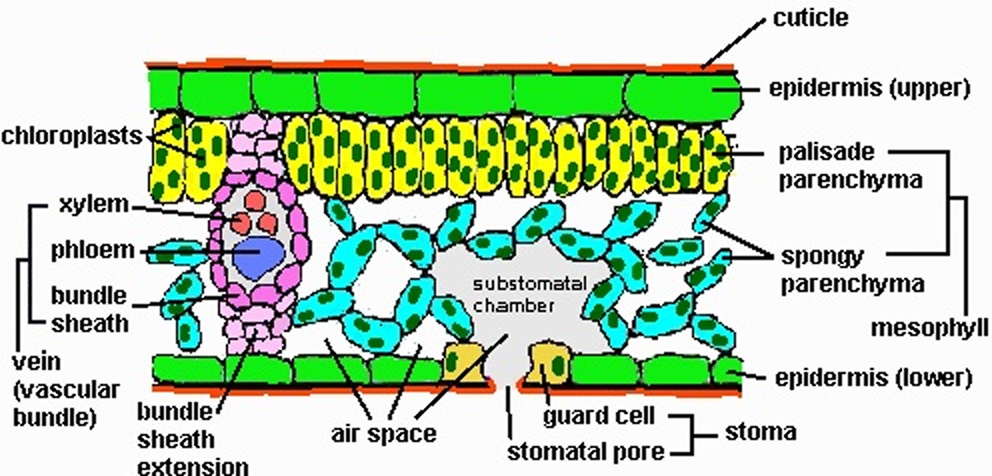 cuticle
epidermis (upper)
chloroplasts
palisade
parenchyma
xylem
phloem
spongy
parenchyma
substomatal
chamber
bundle
sheath
mesophyll
vein
(vascular
bundle)
epidermis (lower)
bundle
sheath
extension
air space
guard cell
stoma
stomatal pore